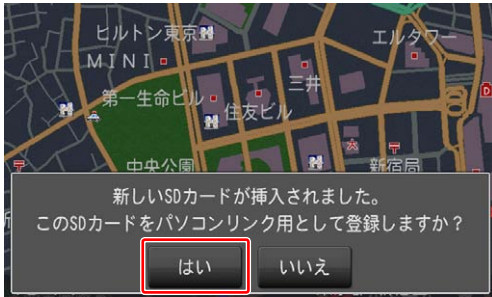 ヒルトン東京
エルタワー
MINI
三井
第一生命ビル
住友ビル
中央公園
新宿局
新しいSDカードが挿入されました。
このSDカードをパソコンリンク用として登録しますか？
はい
いいえ